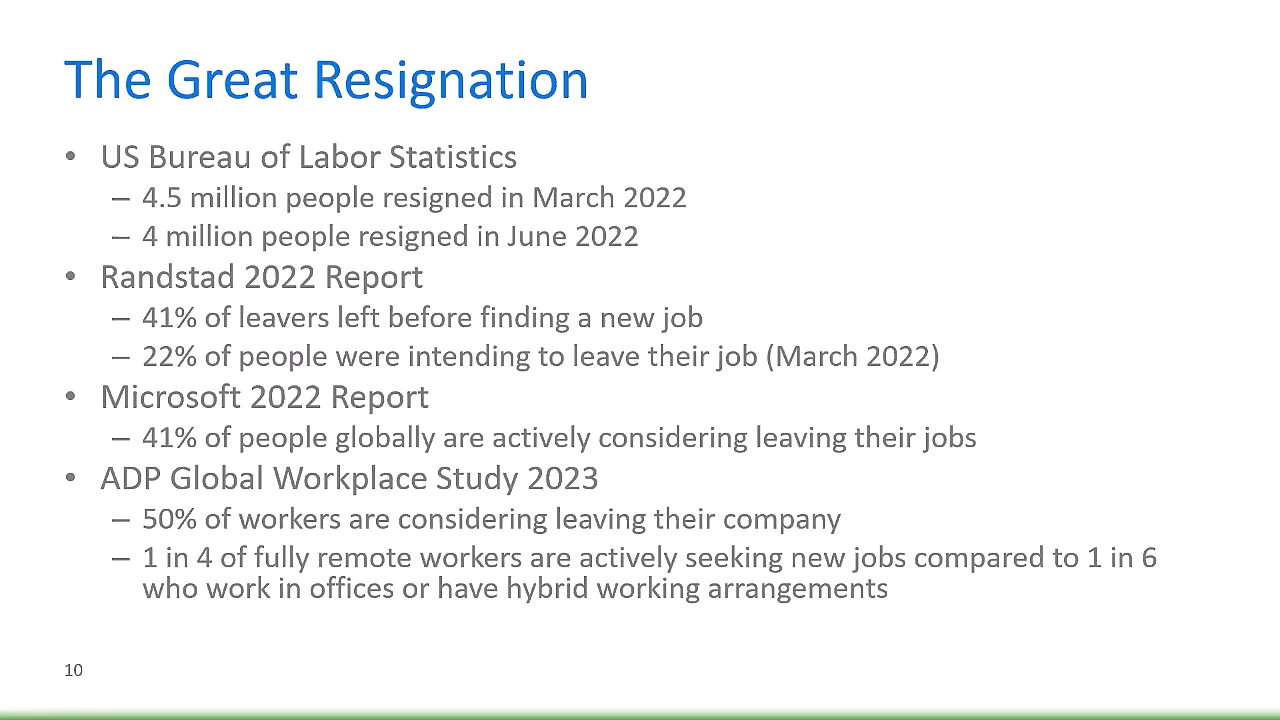 The Great Resignation
• US Bureau of Labor Statistics
– 4.5 million people resigned in March 2022
– 4 million people resigned in June 2022
• Randstad 2022 Report
– 41% of leavers left before finding a new job
– 22% of people were intending to leave their job (March 2022)
• Microsoft 2022 Report
– 41% of people globally are actively considering leaving their jobs
• ADP Global Workplace Study 2023
– 50% of workers are considering leaving their company
– 1 in 4 of fully remote workers are actively seeking new jobs compared to 1 in 6
who work in offices or have hybrid working arrangements
10